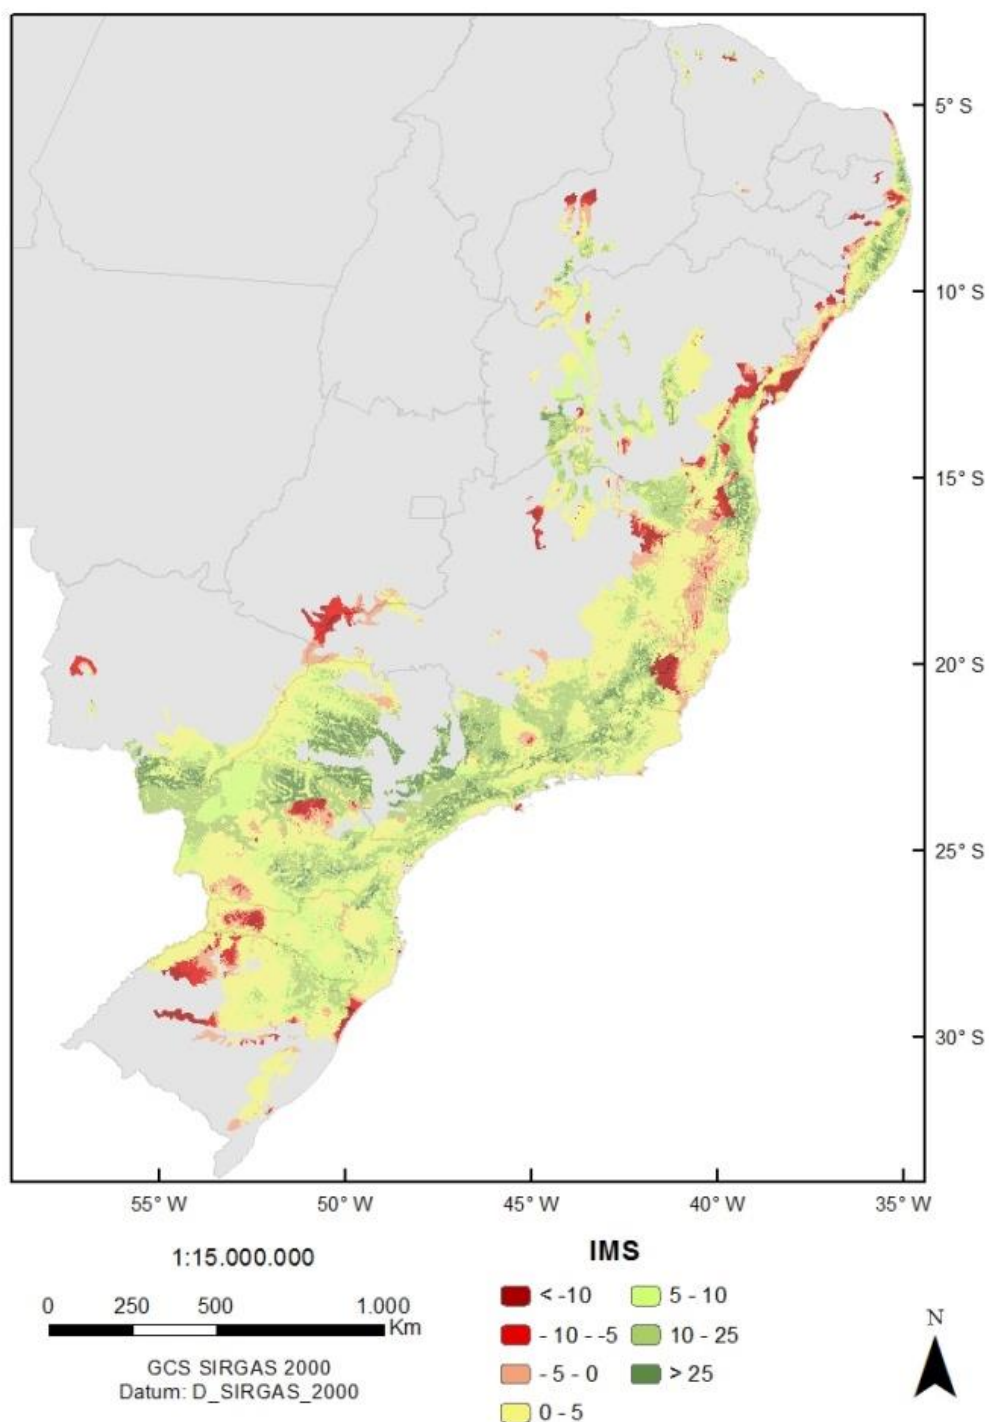 5° S
10° S
15° S
20° S
25° S
30° S
55° W 50° W 45° W 40° W 35° W
1:15.000.000
0 250 500 1.000
Km
GCS SIRGAS 2000
Datum: D_SIRGAS_2000
IMS
< -10 5 - 10
- 10 - -5 10 - 25
- 5 - 0 > 25
0 - 5
N